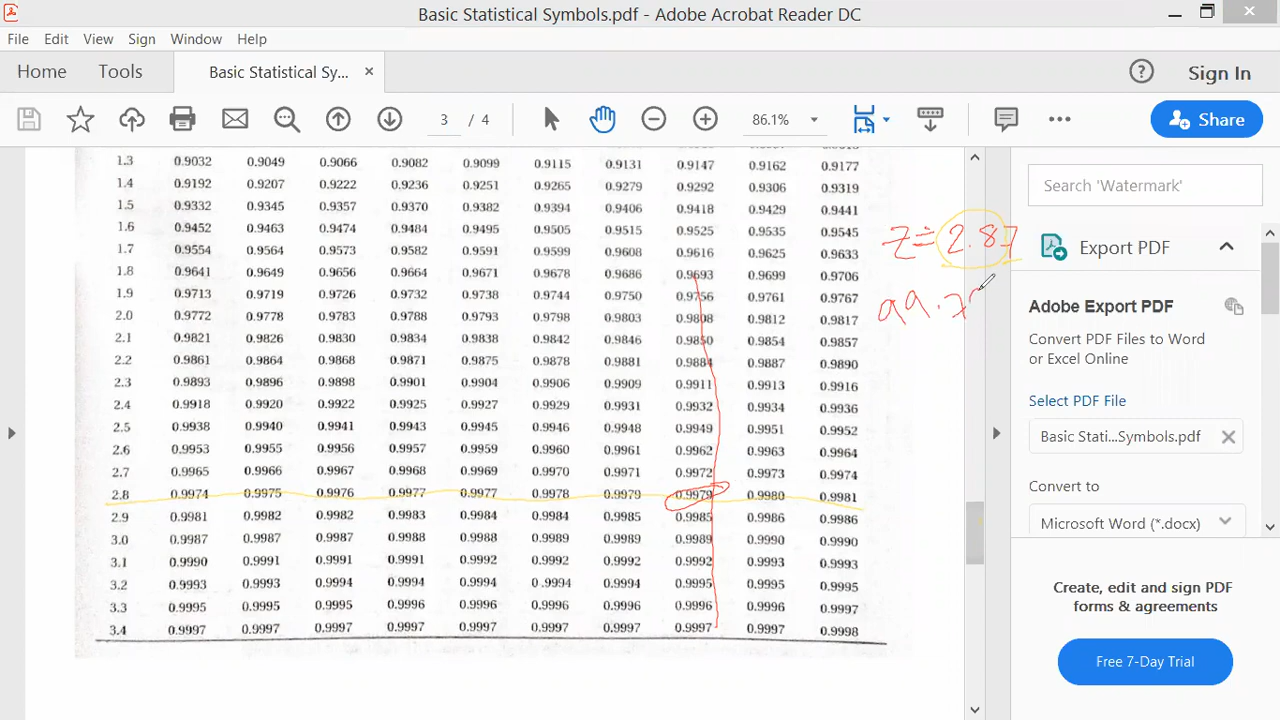 Basic Statistical Symbols.pdf - Adobe Acrobat Reader DC
File Edit View Sign Window Help
Home Tools Basic Statistical Sy... × Sign In
3 / 4 86.1% Share
1.3 0.9032 0.9049 0.9066 0.9082 0.9099 0.9115 0.9131 0.9147 0.9162 0.9177
1.4 0.9192 0.9207 0.9222 0.9236 0.9251 0.9265 0.9279 0.9292 0.9306 0.9319
1.5 0.9332 0.9345 0.9357 0.9370 0.9382 0.9394 0.9406 0.9418 0.9429 0.9441
1.6 0.9452 0.9463 0.9474 0.9484 0.9495 0.9505 0.9515 0.9525 0.9535 0.9545
1.7 0.9554 0.9564 0.9573 0.9582 0.9591 0.9599 0.9608 0.9616 0.9625 0.9633
1.8 0.9641 0.9649 0.9656 0.9664 0.9671 0.9678 0.9686 0.9693 0.9699 0.9706
1.9 0.9713 0.9719 0.9726 0.9732 0.9738 0.9744 0.9750 0.9756 0.9761 0.9767
2.0 0.9772 0.9778 0.9783 0.9788 0.9793 0.9798 0.9803 0.9808 0.9812 0.9817
2.1 0.9821 0.9826 0.9830 0.9834 0.9838 0.9842 0.9846 0.9850 0.9854 0.9857
2.2 0.9861 0.9864 0.9868 0.9871 0.9875 0.9878 0.9881 0.9884 0.9887 0.9890
2.3 0.9893 0.9896 0.9898 0.9901 0.9904 0.9906 0.9909 0.9911 0.9913 0.9916
2.4 0.9918 0.9920 0.9922 0.9925 0.9927 0.9929 0.9931 0.9932 0.9934 0.9936
2.5 0.9938 0.9940 0.9941 0.9943 0.9945 0.9946 0.9948 0.9949 0.9951 0.9952
2.6 0.9953 0.9955 0.9956 0.9957 0.9959 0.9960 0.9961 0.9962 0.9963 0.9964
2.7 0.9965 0.9966 0.9967 0.9968 0.9969 0.9970 0.9971 0.9972 0.9973 0.9974
2.8 0.9974 0.9975 0.9976 0.9977 0.9977 0.9978 0.9979 0.9979 0.9980 0.9981
2.9 0.9981 0.9982 0.9982 0.9983 0.9984 0.9984 0.9985 0.9985 0.9986 0.9986
3.0 0.9987 0.9987 0.9987 0.9988 0.9988 0.9989 0.9989 0.9989 0.9990 0.9990
3.1 0.9990 0.9991 0.9991 0.9991 0.9992 0.9992 0.9992 0.9992 0.9993 0.9993
3.2 0.9993 0.9993 0.9994 0.9994 0.9994 0.9994 0.9994 0.9995 0.9995 0.9995
3.3 0.9995 0.9995 0.9995 0.9996 0.9996 0.9996 0.9996 0.9996 0.9996 0.9997
3.4 0.9997 0.9997 0.9997 0.9997 0.9997 0.9997 0.9997 0.9997 0.9997 0.9998
Z = 2.87
99.7
Search 'Watermark'
Export PDF
Adobe Export PDF
Convert PDF Files to Word
or Excel Online
Select PDF File
Basic Stati...Symbols.pdf ×
Convert to
Microsoft Word (*.docx)
Create, edit and sign PDF
forms & agreements
Free 7-Day Trial